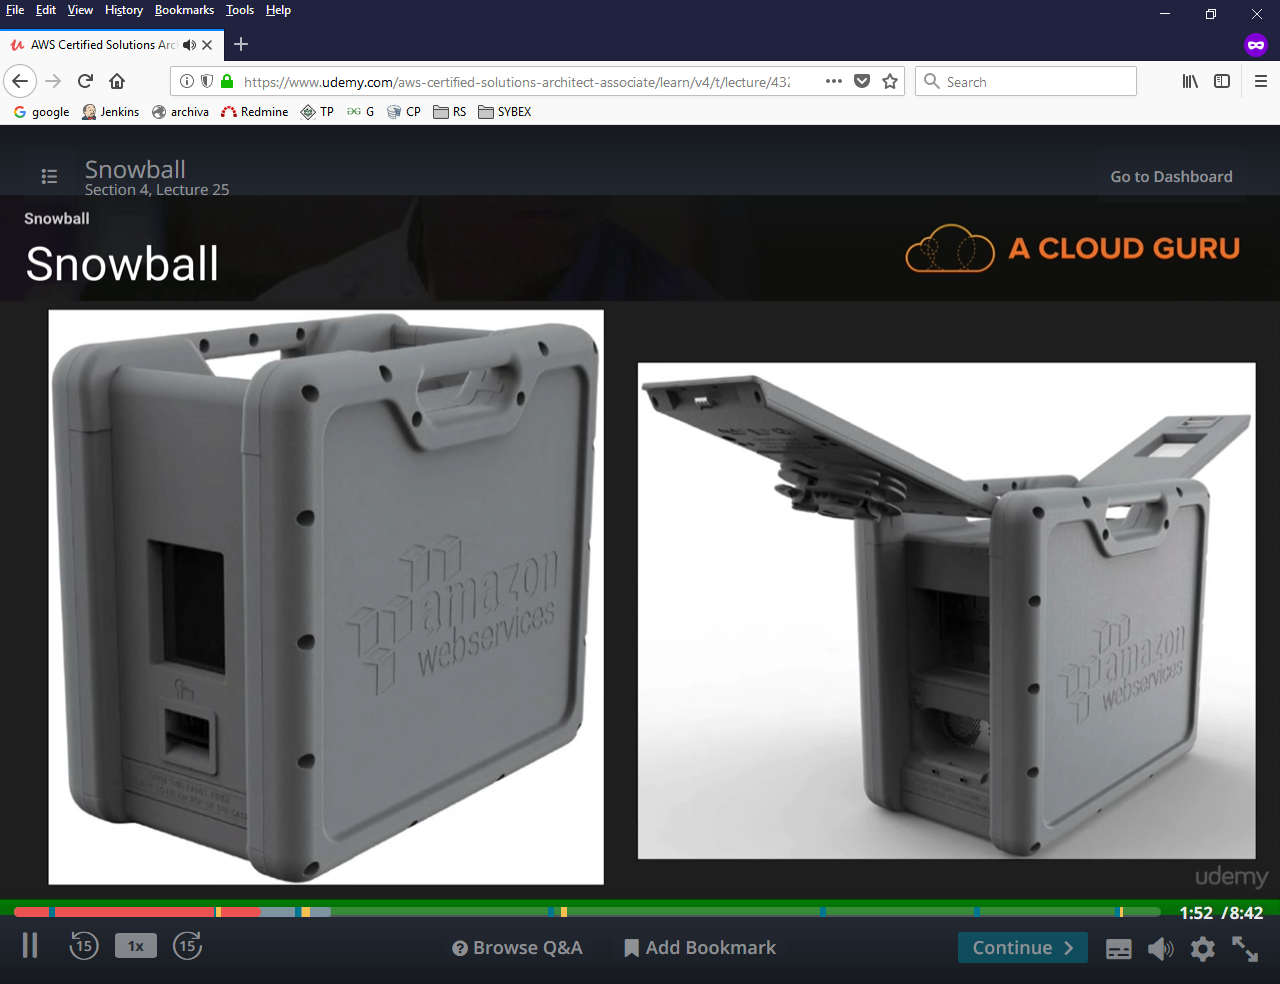 File Edit View History Bookmarks Tools Help
AWS Certified Solutions Arc
https://www.udemy.com/aws-certified-solutions-architect-associate/learn/v4/t/lecture/432
Search
google Jenkins archiva Redmine TP G CP RS SYBEX
Snowball
Section 4, Lecture 25
Go to Dashboard
Snowball
Snowball
A CLOUD GURU
amazon
webservices
amazon
webservices
udemy
1:52 / 8:42
15 1x 15
Browse Q&A
Add Bookmark
Continue